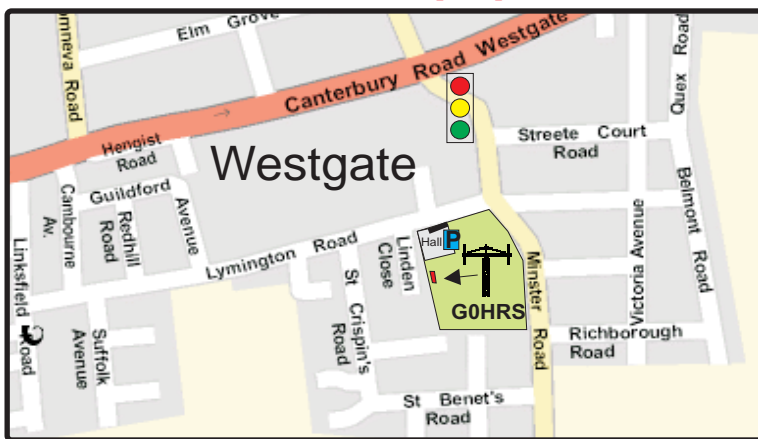 Elm Grove
omneva Road
Canterbury Road Westgate
Quex Road
Hengist
Road
Streete Court
Road
Westgate
Guildford
Avenue
Cambourne
Av.
Redhill
Road
Belmont Road
Victoria Avenue
Linksfield Road
Lymington Road
Linden
Close
Hall
P
Minster Road
G0HRS
St Crispin's
Road
Suffolk
Avenue
Richborough
Road
St Benet's
Road